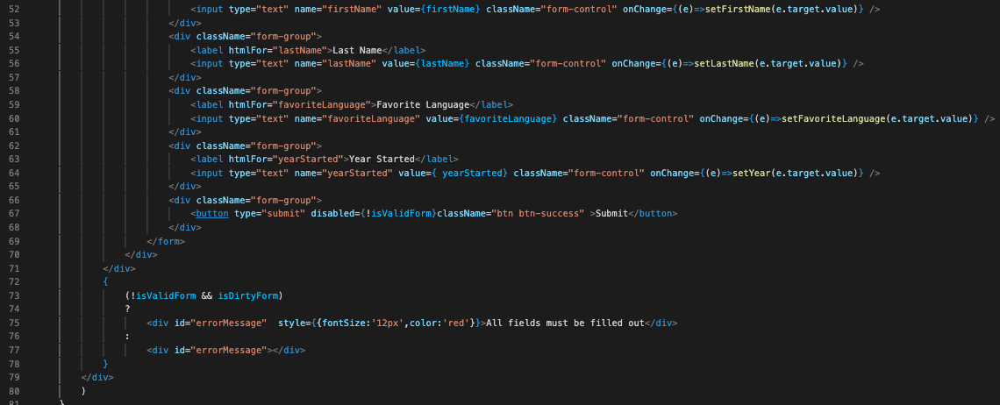 52 <input type="text" name="firstName" value={firstName} className="form-control" onChange={(e)=>setFirstName(e.target.value)} />
53 </div>
54 <div className="form-group">
55 <label htmlFor="lastName">Last Name</label>
56 <input type="text" name="lastName" value={lastName} className="form-control" onChange={(e)=>setLastName(e.target.value)} />
57 </div>
58 <div className="form-group">
59 <label htmlFor="favoriteLanguage">Favorite Language</label>
60 <input type="text" name="favoriteLanguage" value={favoriteLanguage} className="form-control" onChange={(e)=>setFavoriteLanguage(e.target.value)} />
61 </div>
62 <div className="form-group">
63 <label htmlFor="yearStarted">Year Started</label>
64 <input type="text" name="yearStarted" value={ yearStarted} className="form-control" onChange={(e)=>setYear(e.target.value)} />
65 </div>
66 <div className="form-group">
67 <button type="submit" disabled={!isValidForm}className="btn btn-success" >Submit</button>
68 </div>
69 </form>
70 </div>
71 </div>
72 {
73 (!isValidForm && isDirtyForm)
74 ?
75 <div id="errorMessage"  style={{fontSize:'12px',color:'red'}}>All fields must be filled out</div>
76 :
77 <div id="errorMessage"></div>
78 }
79 </div>
80 )
81 }